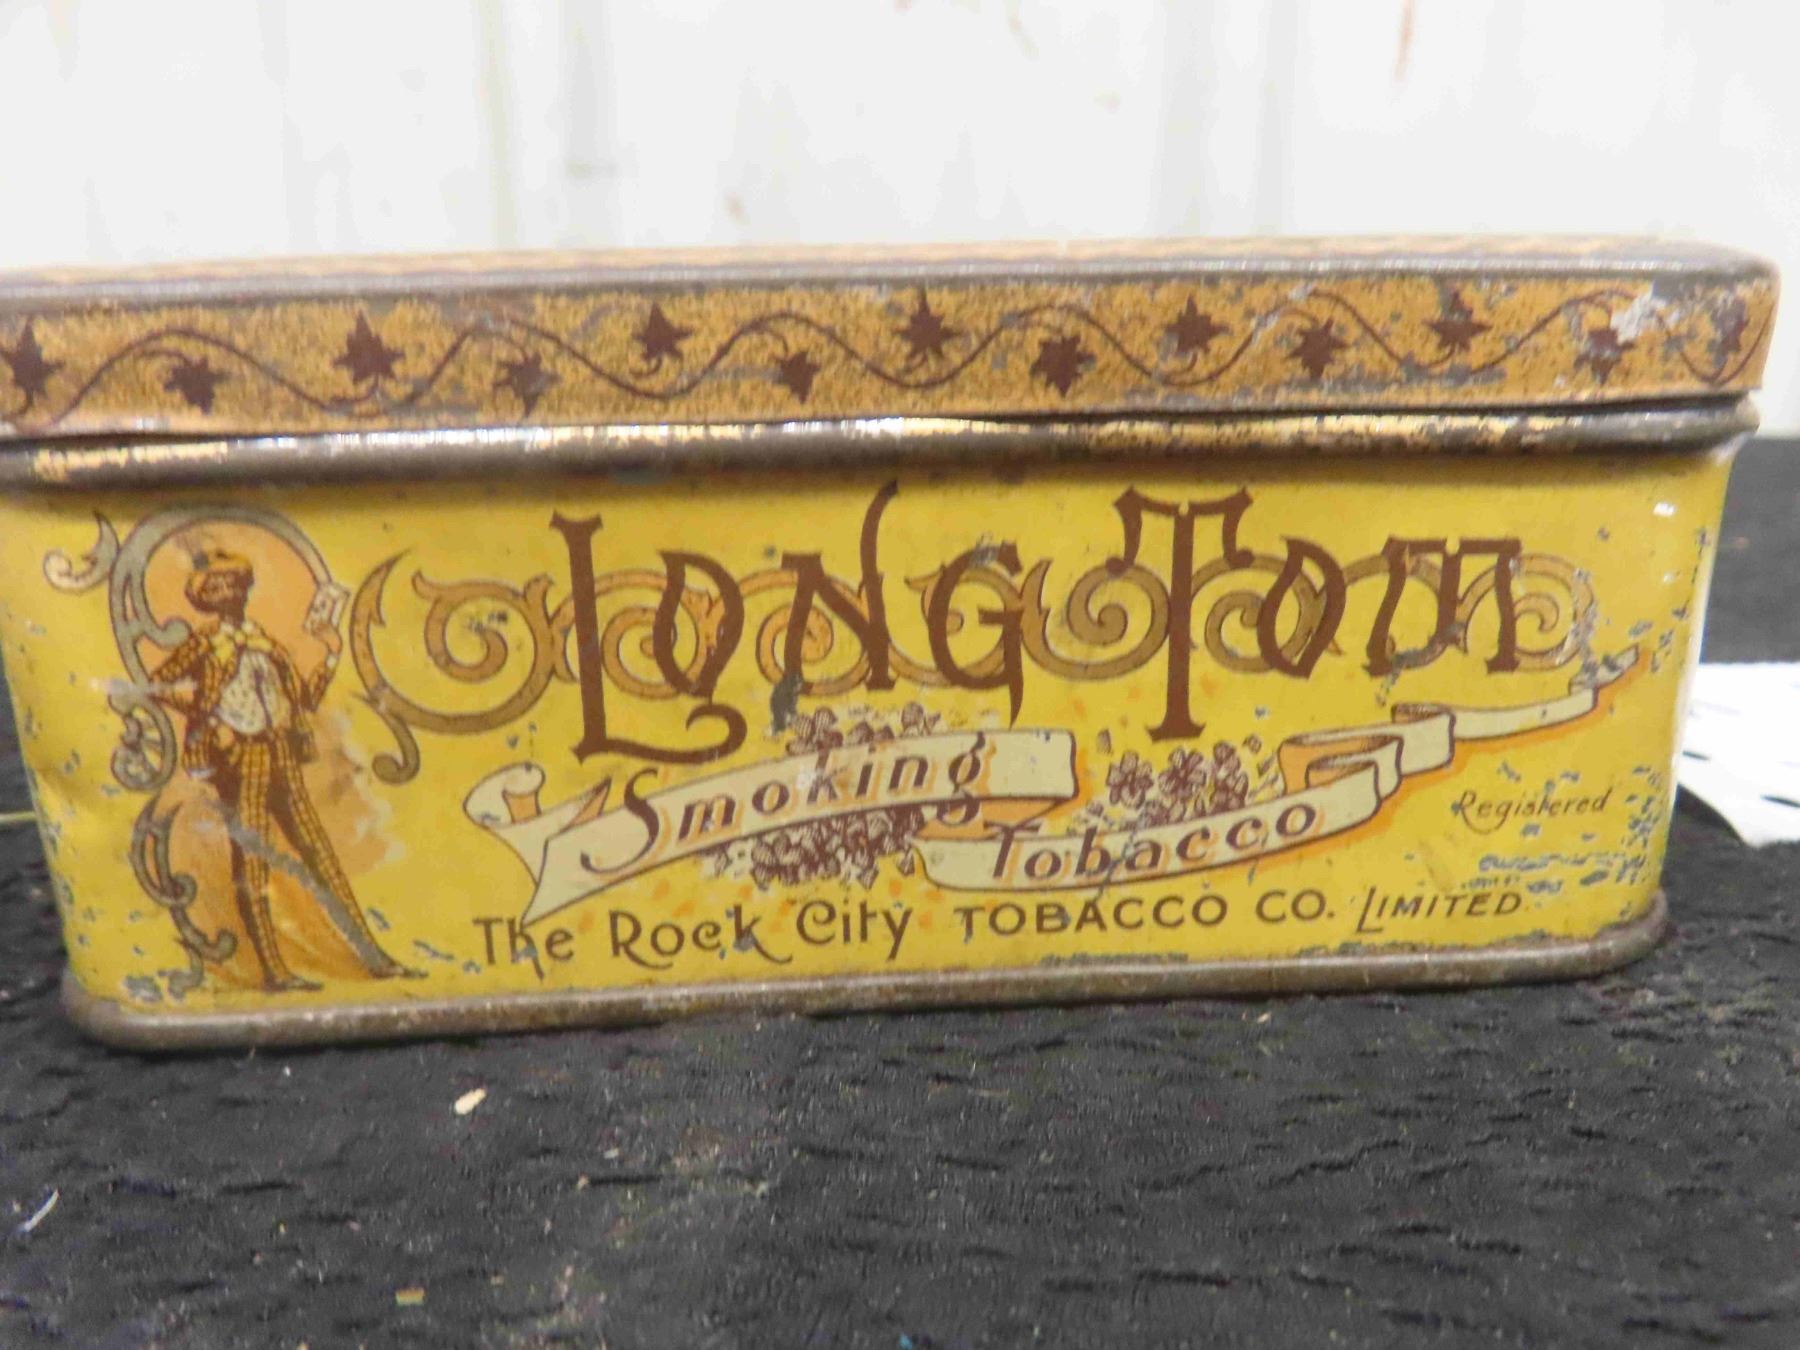 Long Tom
Smoking
Tobacco
Registered
The Rock City TOBACCO CO. LIMITED